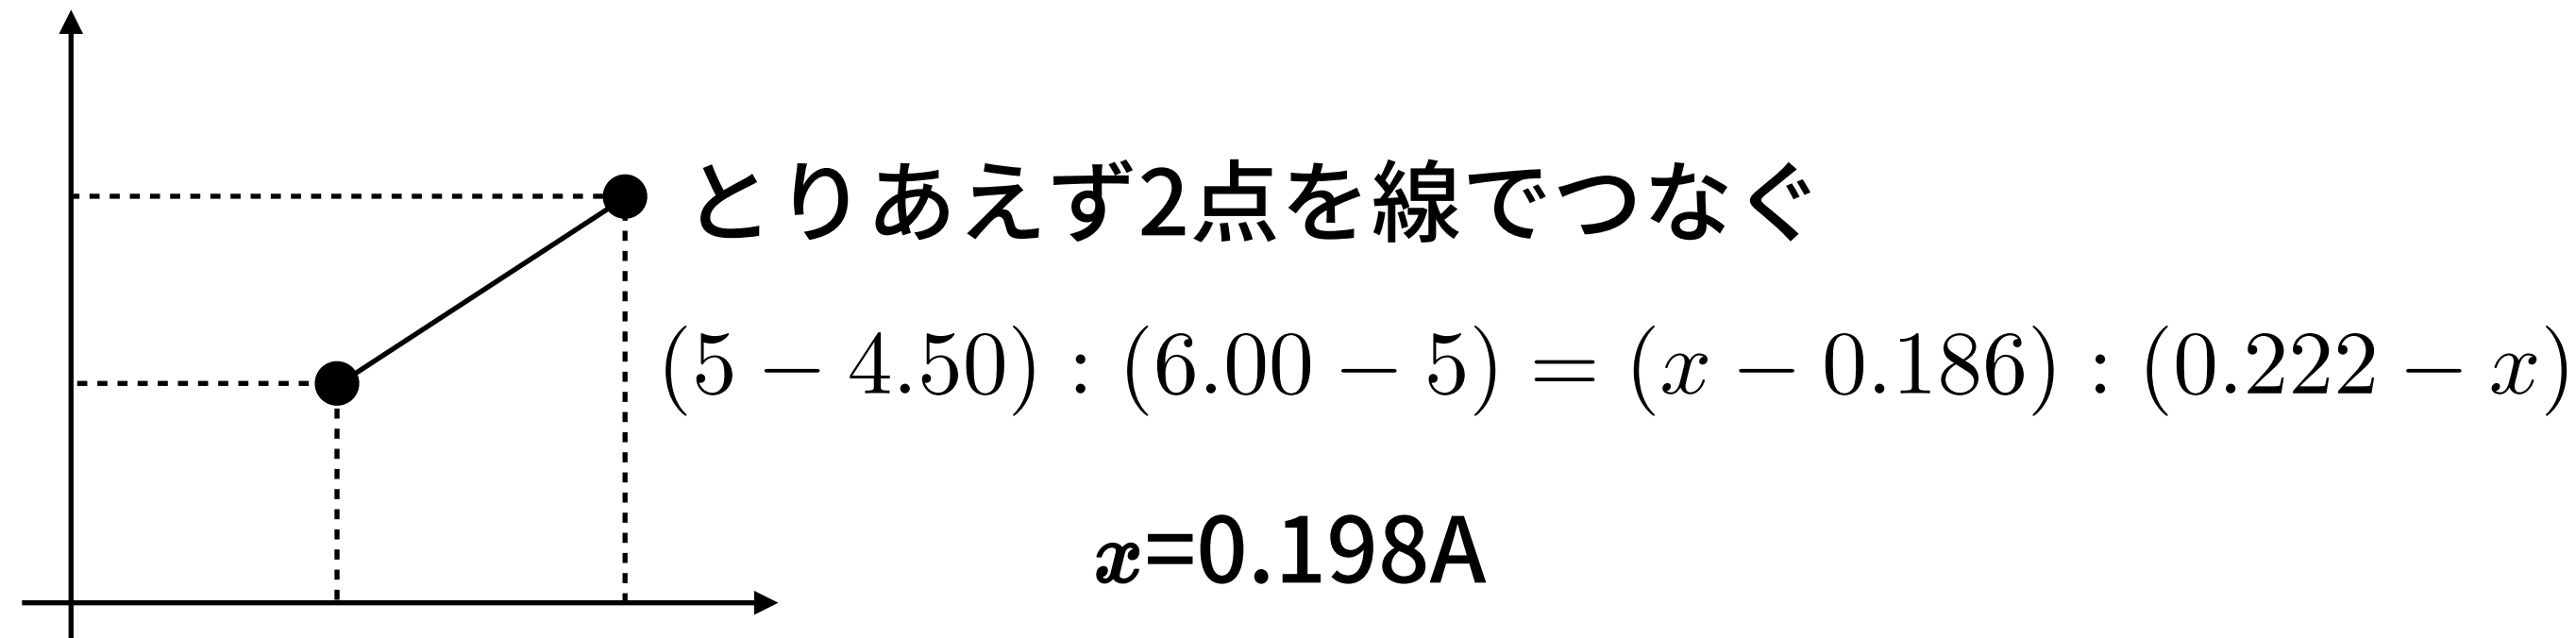 とりあえず2点を線でつなぐ
(5 − 4.50) : (6.00 − 5) = (x − 0.186) : (0.222 − x)
x=0.198A